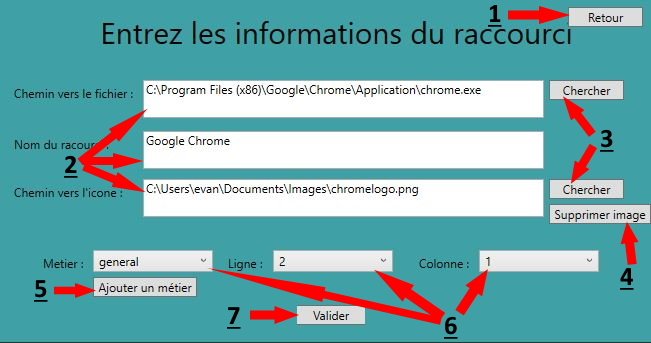 1
Retour
Entrez les informations du raccourci
Chemin vers le fichier :
C:\Program Files (x86)\Google\Chrome\Application\chrome.exe
Chercher
3
Nom du
Google Chrome
2
Chemin vers l'icone :
C:\Users\evan\Documents\Images\chromelogo.png
Chercher
Supprimer image
4
Metier :
general
Ligne :
2
Colonne :
1
5
Ajouter un métier
7
Valider
6